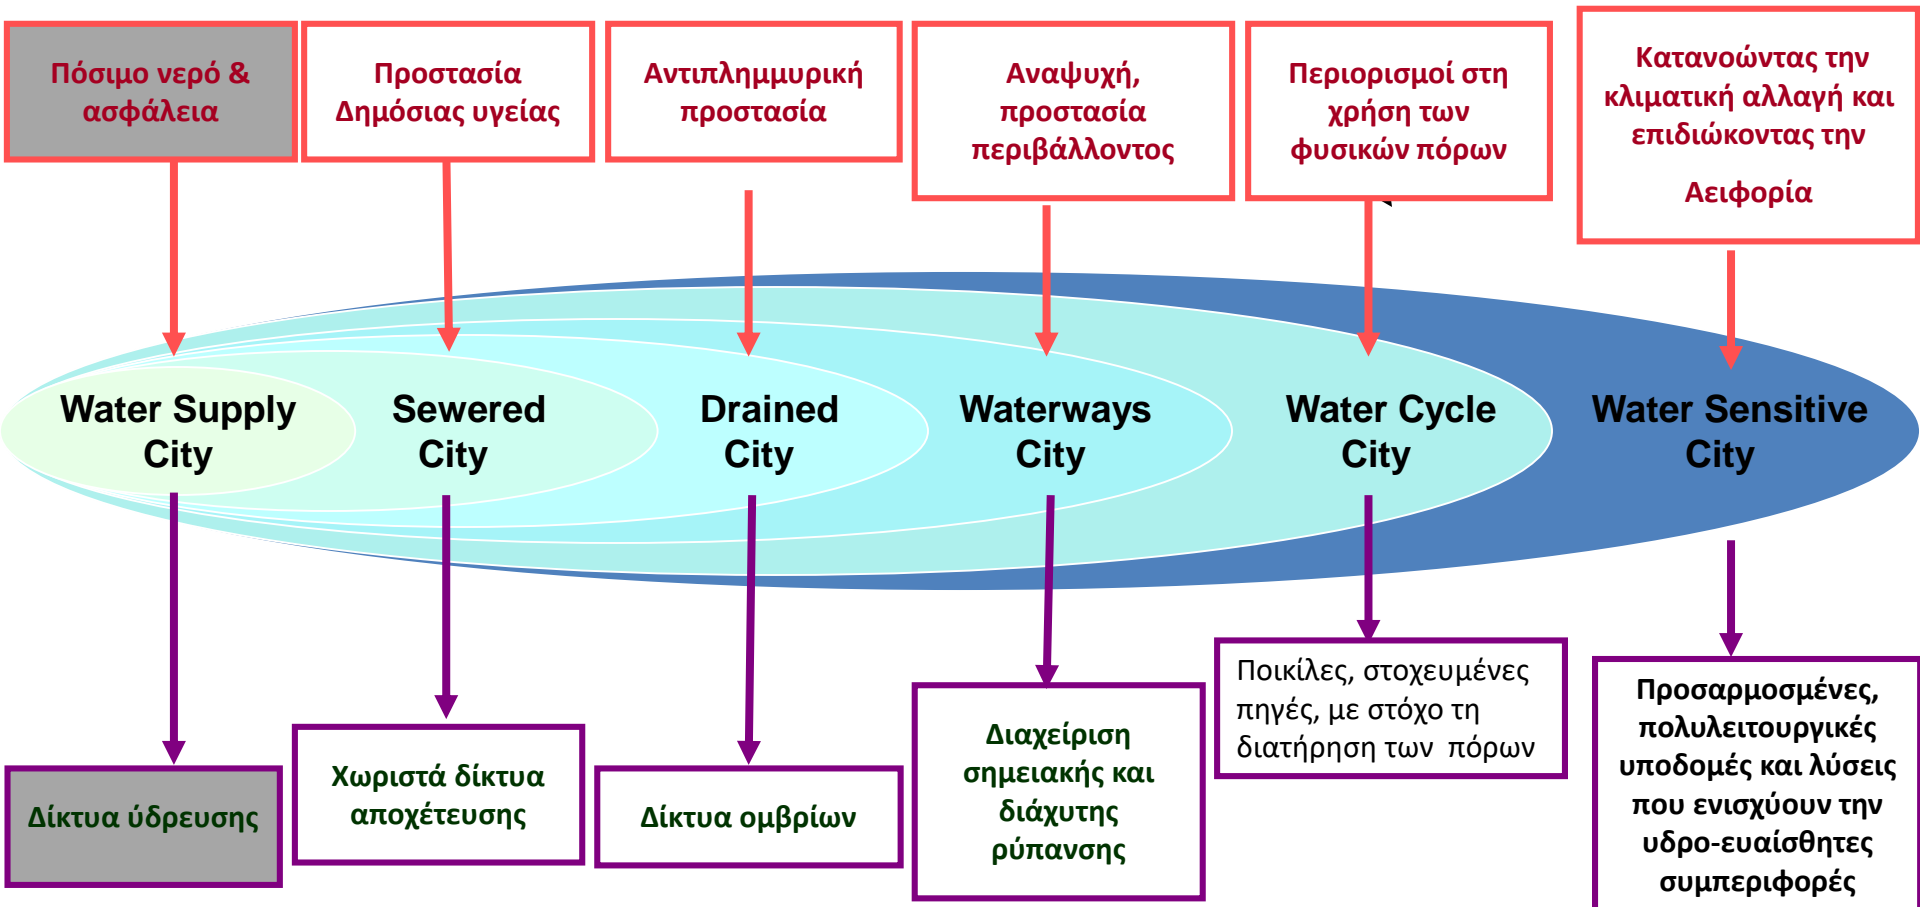 Πόσιμο νερό &
ασφάλεια
Προστασία
Δημόσιας υγείας
Αντιπλημμυρική
προστασία
Αναψυχή,
προστασία
περιβάλλοντος
Περιορισμοί στη
χρήση των
φυσικών πόρων
Κατανοώντας την
κλιματική αλλαγή και
επιδιώκοντας την
Αειφορία
Water Supply
City
Sewered
City
Drained
City
Waterways
City
Water Cycle
City
Water Sensitive
City
Δίκτυα ύδρευσης
Χωριστά δίκτυα
αποχέτευσης
Δίκτυα ομβρίων
Διαχείριση
σημειακής και
διάχυτης
ρύπανσης
Ποικίλες, στοχευμένες
πηγές, με στόχο τη
διατήρηση των πόρων
Προσαρμοσμένες,
πολυλειτουργικές
υποδομές και λύσεις
που ενισχύουν την
υδρο-ευαίσθητες
συμπεριφορές